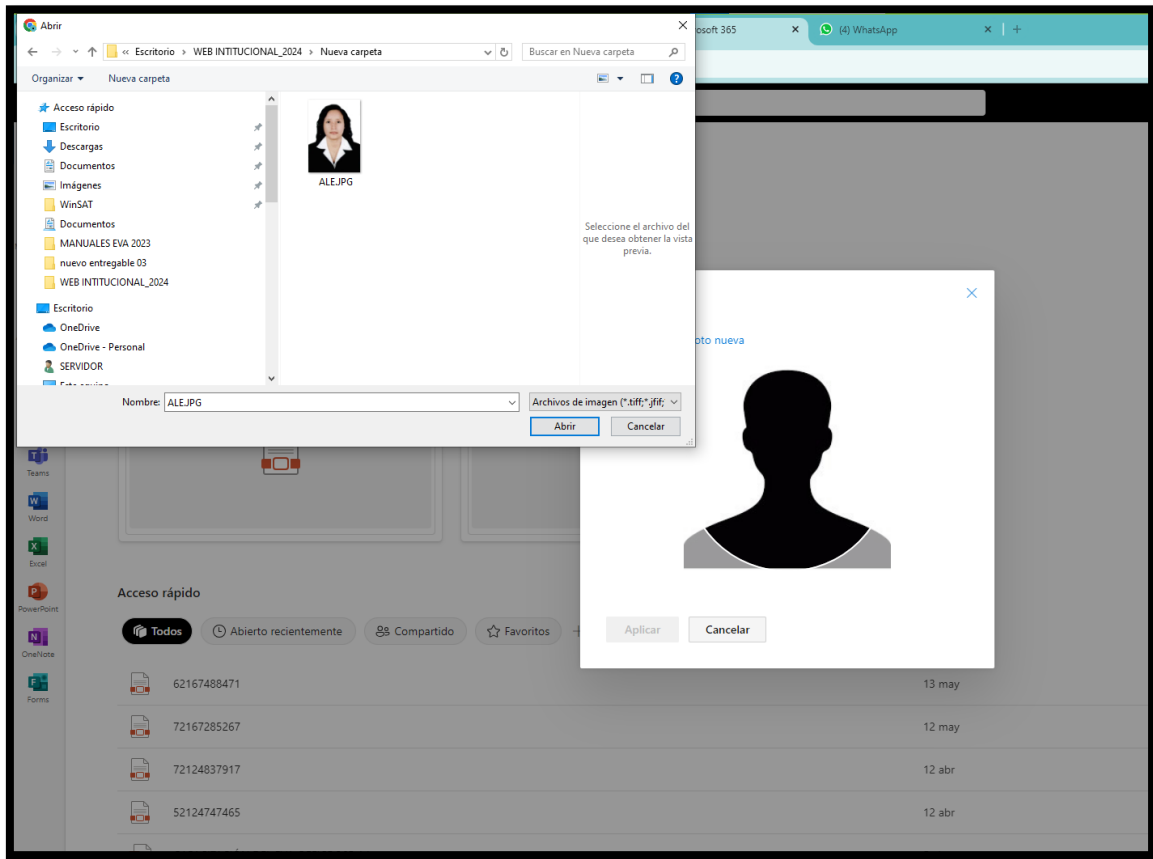 Abrir
osoft 365
(4) WhatsApp
« Escritorio › WEB INTITUCIONAL_2024 › Nueva carpeta
Buscar en Nueva carpeta
Organizar
Nueva carpeta
Acceso rápido
Escritorio
Descargas
Documentos
Imágenes
WinSAT
Documentos
MANUALES EVA 2023
nuevo entregable 03
WEB INTITUCIONAL_2024
Escritorio
OneDrive
OneDrive - Personal
SERVIDOR
Este equipo
ALE.JPG
Seleccione el archivo del
que desea obtener la vista
previa.
Nombre: ALE.JPG
Archivos de imagen (*.tiff;*.jfif;
Abrir
Cancelar
oto nueva
Aplicar
Cancelar
Teams
Word
Excel
PowerPoint
OneNote
Forms
Acceso rápido
Todos
Abierto recientemente
Compartido
Favoritos
62167488471 13 may
72167285267 12 may
72124837917 12 abr
52124747465 12 abr